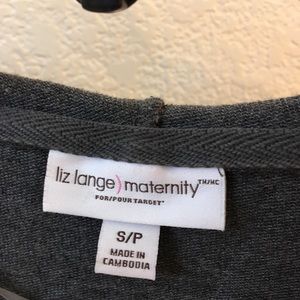 liz lange) maternity TM/MC
FOR/POUR TARGET*
S/P
MADE IN
CAMBODIA